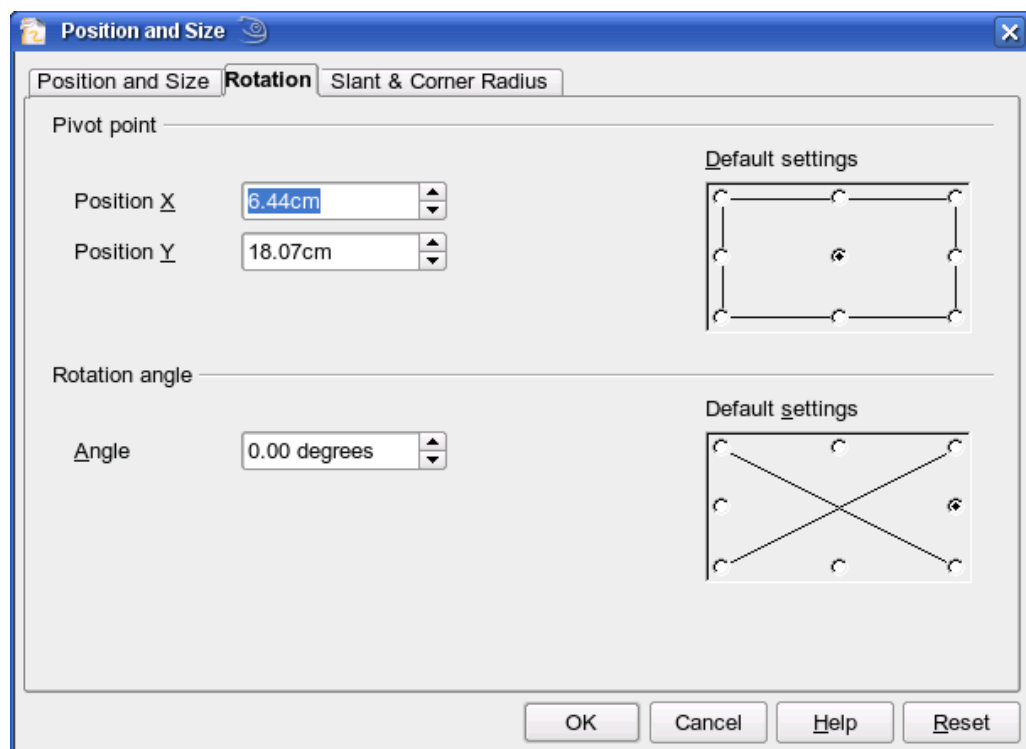 Position and Size
Position and Size Rotation Slant & Corner Radius
Pivot point
Default settings
Position X 6.44cm
Position Y 18.07cm
Rotation angle
Default settings
Angle 0.00 degrees
OK Cancel Help Reset